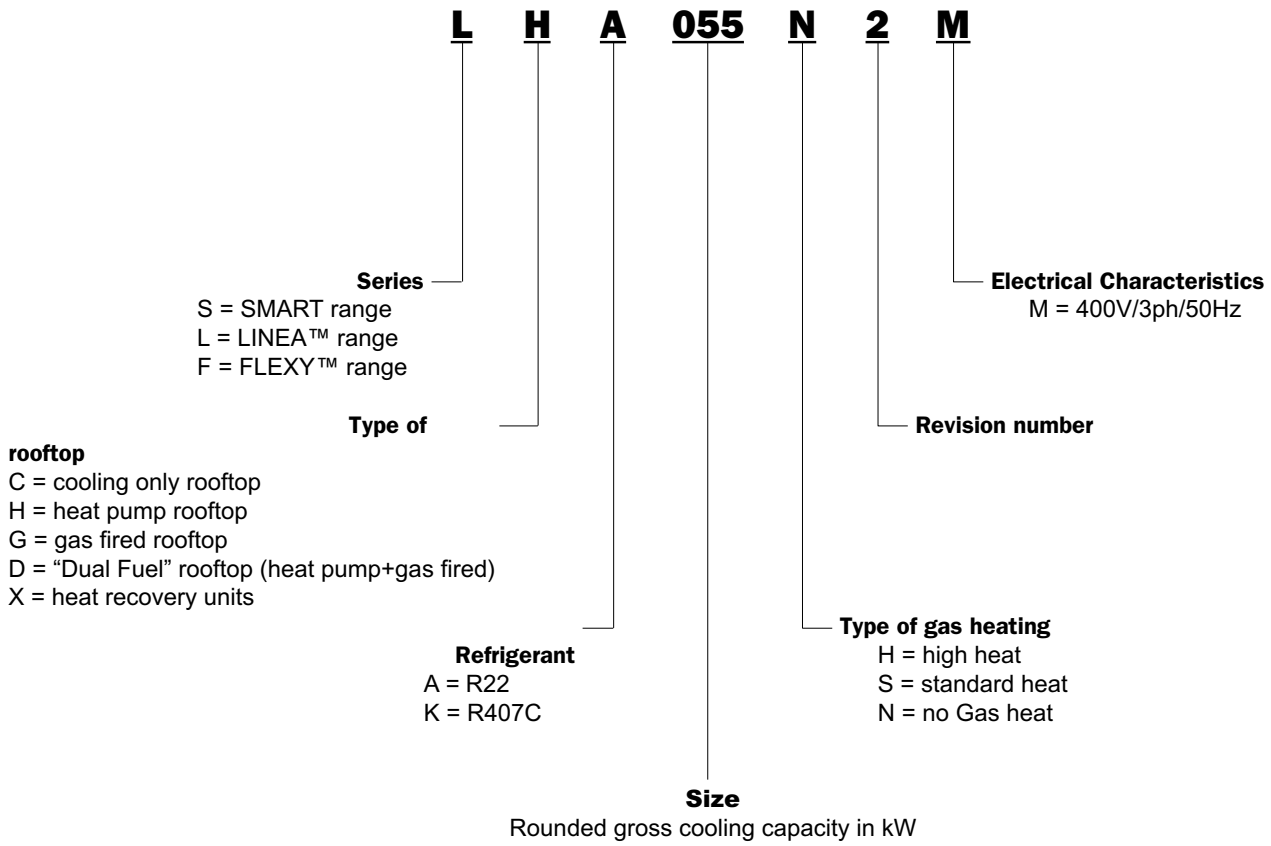 L H A 055 N 2 M
Series
S = SMART range
L = LINEA™ range
F = FLEXY™ range
Electrical Characteristics
M = 400V/3ph/50Hz
Type of
rooftop
C = cooling only rooftop
H = heat pump rooftop
G = gas fired rooftop
D = “Dual Fuel” rooftop (heat pump+gas fired)
X = heat recovery units
Revision number
Refrigerant
A = R22
K = R407C
Type of gas heating
H = high heat
S = standard heat
N = no Gas heat
Size
Rounded gross cooling capacity in kW